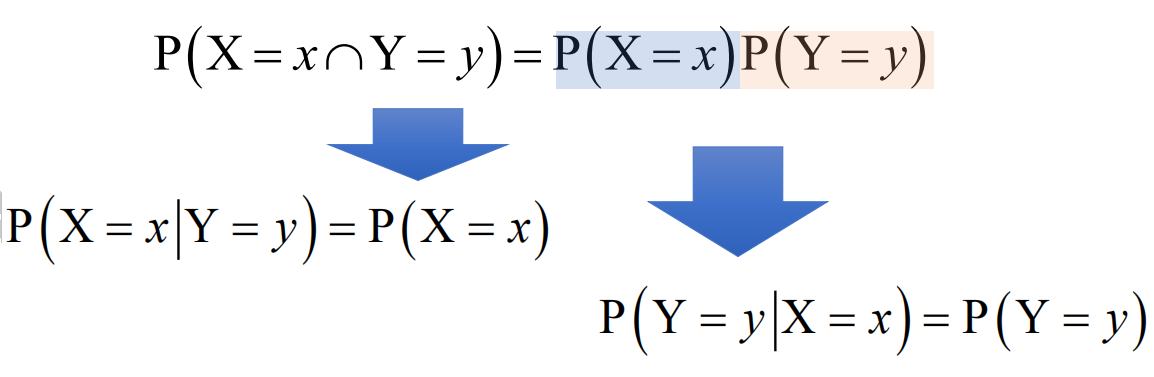 P(X = x∩Y = y) = P(X = x)P(Y = y)
P(X = x|Y = y) = P(X = x)
P(Y = y|X = x) = P(Y = y)